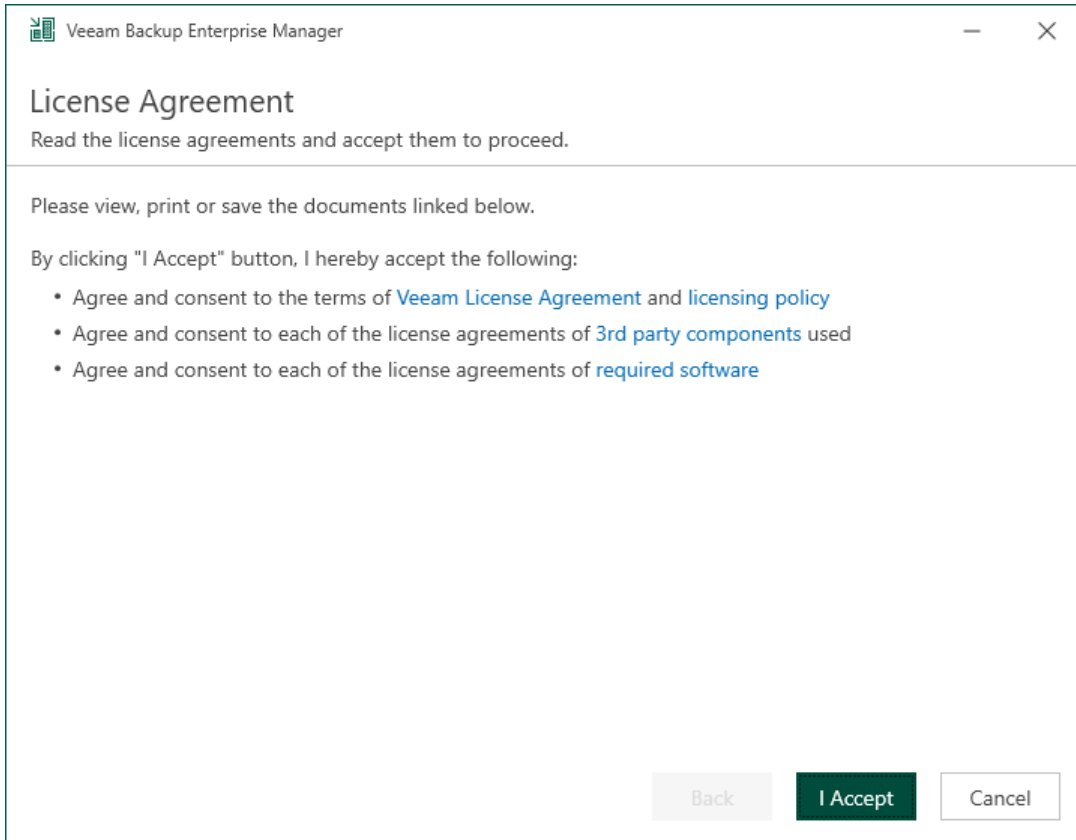 Veeam Backup Enterprise Manager
License Agreement
Read the license agreements and accept them to proceed.
Please view, print or save the documents linked below.
By clicking "I Accept" button, I hereby accept the following:
• Agree and consent to the terms of Veeam License Agreement and licensing policy
• Agree and consent to each of the license agreements of 3rd party components used
• Agree and consent to each of the license agreements of required software
Back I Accept Cancel